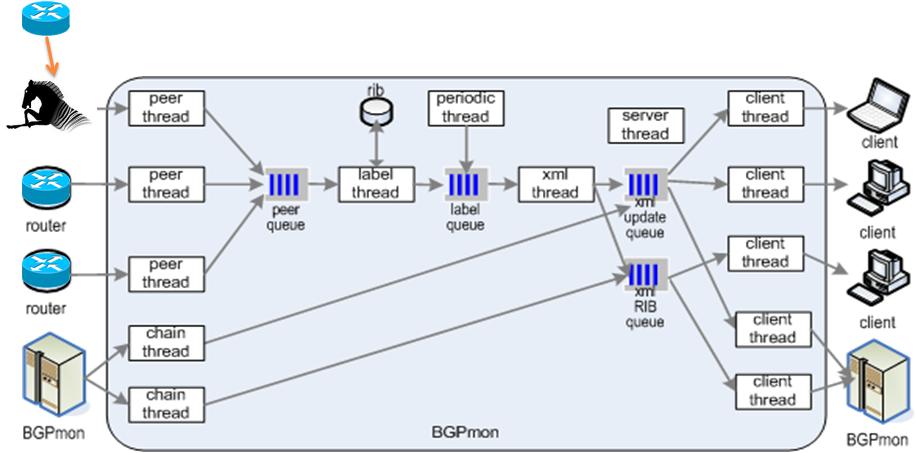 peer
thread
rib
periodic
thread
server
thread
client
thread
client
router
peer
thread
peer
queue
label
thread
label
queue
xml
thread
xml
update
queue
client
thread
client
router
peer
thread
xml
RIB
queue
client
thread
client
BGPmon
chain
thread
chain
thread
client
thread
client
thread
BGPmon
BGPmon